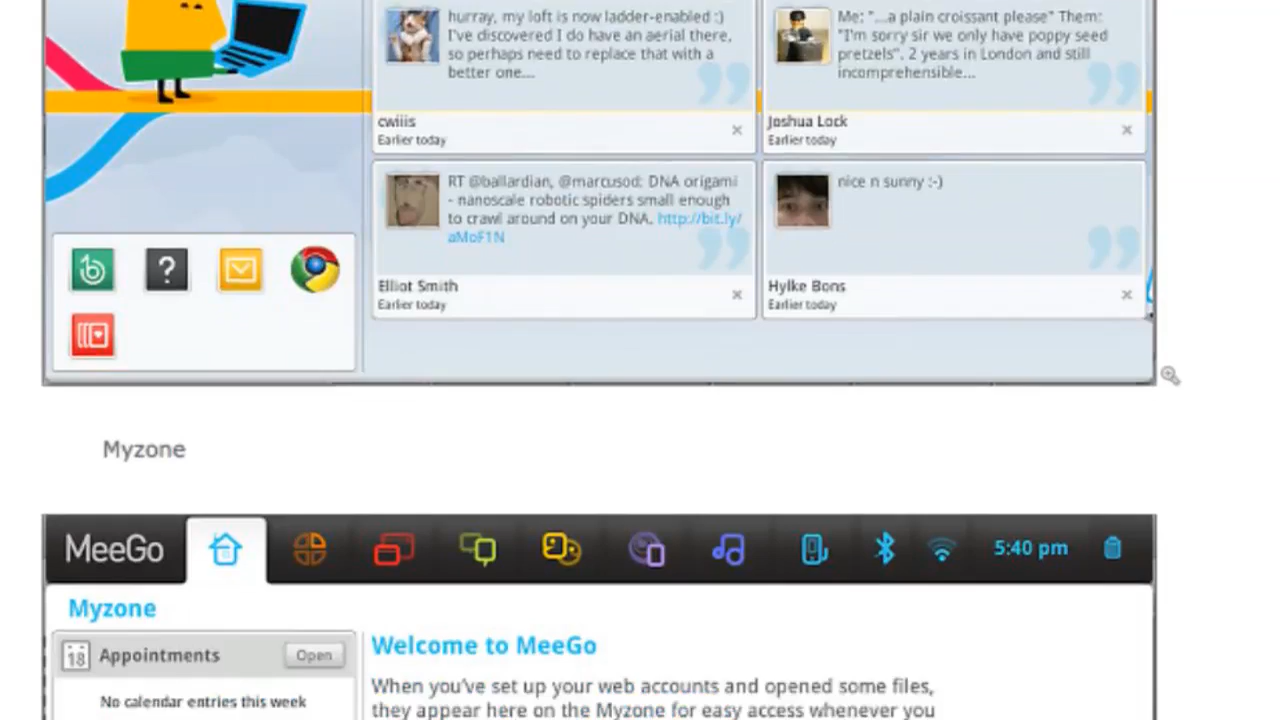 hurray, my loft is now ladder-enabled :)
I've discovered I do have an aerial there,
so perhaps need to replace that with a
better one...
cwiiis
Earlier today
Me: "...a plain croissant please" Them:
"I'm sorry sir we only have poppy seed
pretzels". 2 years in London and still
incomprehensible...
Joshua Lock
Earlier today
RT @ballardian, @marcusod: DNA origami
- nanoscale robotic spiders small enough
to crawl around on your DNA. http://bit.ly/
aMoF1N
Elliot Smith
Earlier today
nice n sunny :-)
Hylke Bons
Earlier today
Myzone
MeeGo
5:40 pm
Myzone
18 Appointments Open
No calendar entries this week
Welcome to MeeGo
When you've set up your web accounts and opened some files,
they appear here on the Myzone for easy access whenever you